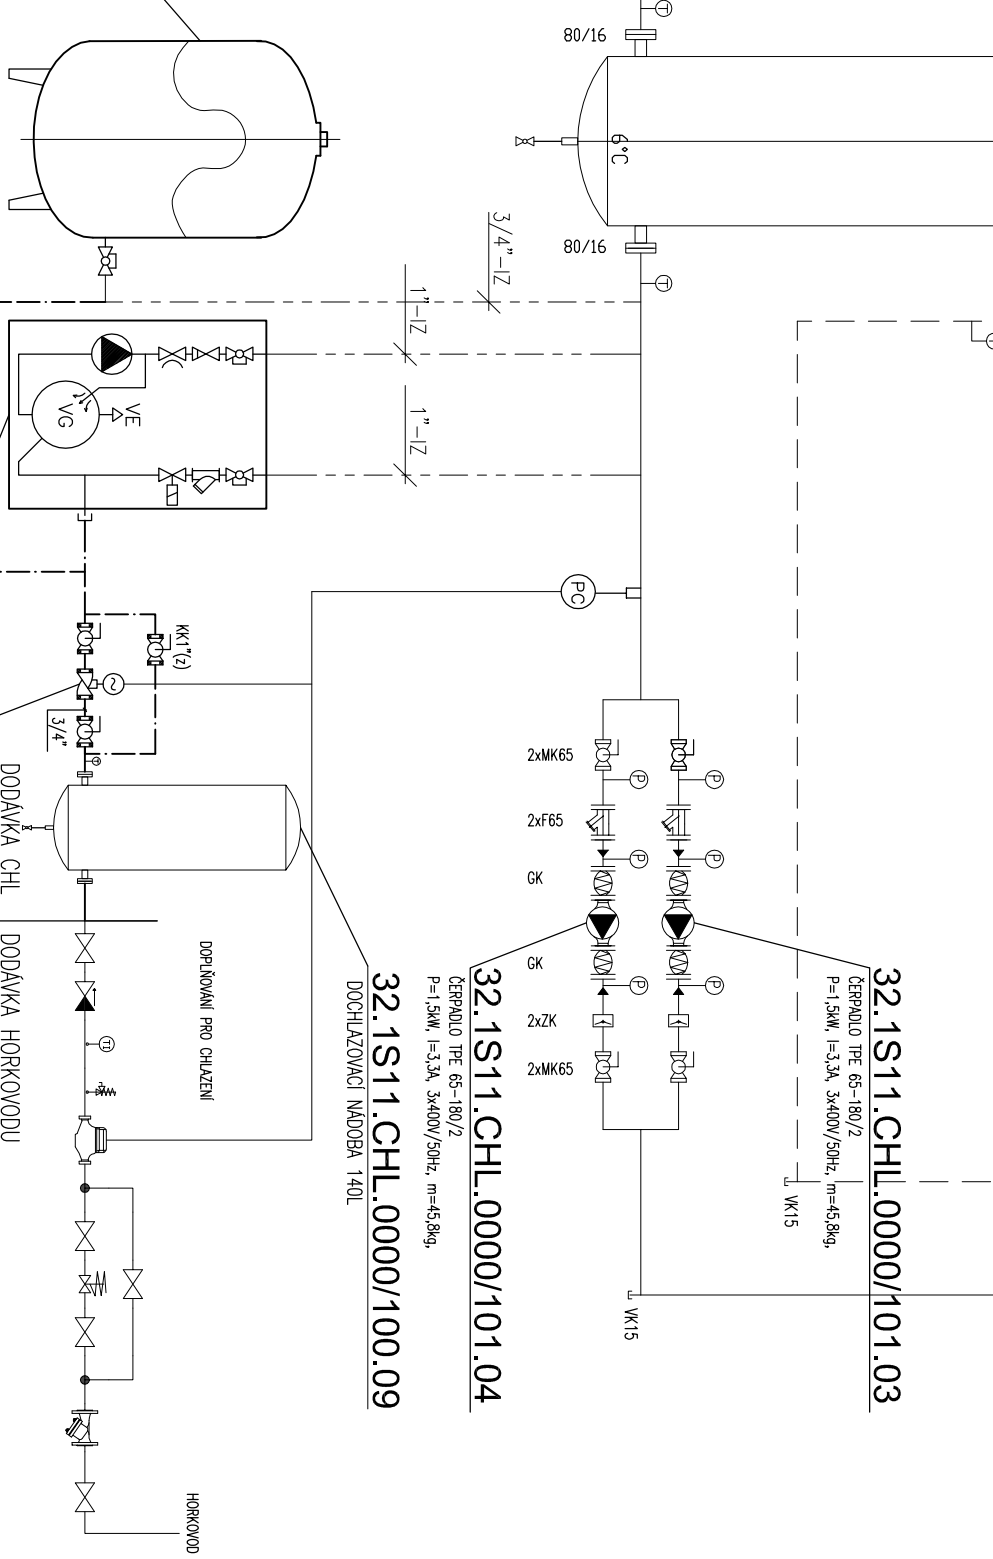 T
80/16
6°C
80/16
T
3/4"-IZ
1"-IZ
1"-IZ
VE
VG
PC
KK1"(z)
3/4"
T
2xMK65
P
P
2xF65
P
P
GK
GK
P
P
2xZK
2xMK65
32.1S11.CHL.0000/101.03
ČERPADLO TPE 65-180/2
P=1,5kW, I=3,3A, 3x400V/50Hz, m=45,8kg,
32.1S11.CHL.0000/101.04
ČERPADLO TPE 65-180/2
P=1,5kW, I=3,3A, 3x400V/50Hz, m=45,8kg,
32.1S11.CHL.0000/100.09
DOCHLAZOVACÍ NÁDOBA 140L
DOPLŇOVÁNÍ PRO CHLAZENÍ
DODÁVKA CHL
DODÁVKA HORKOVODU
TI
VK15
VK15
HORKOVOD